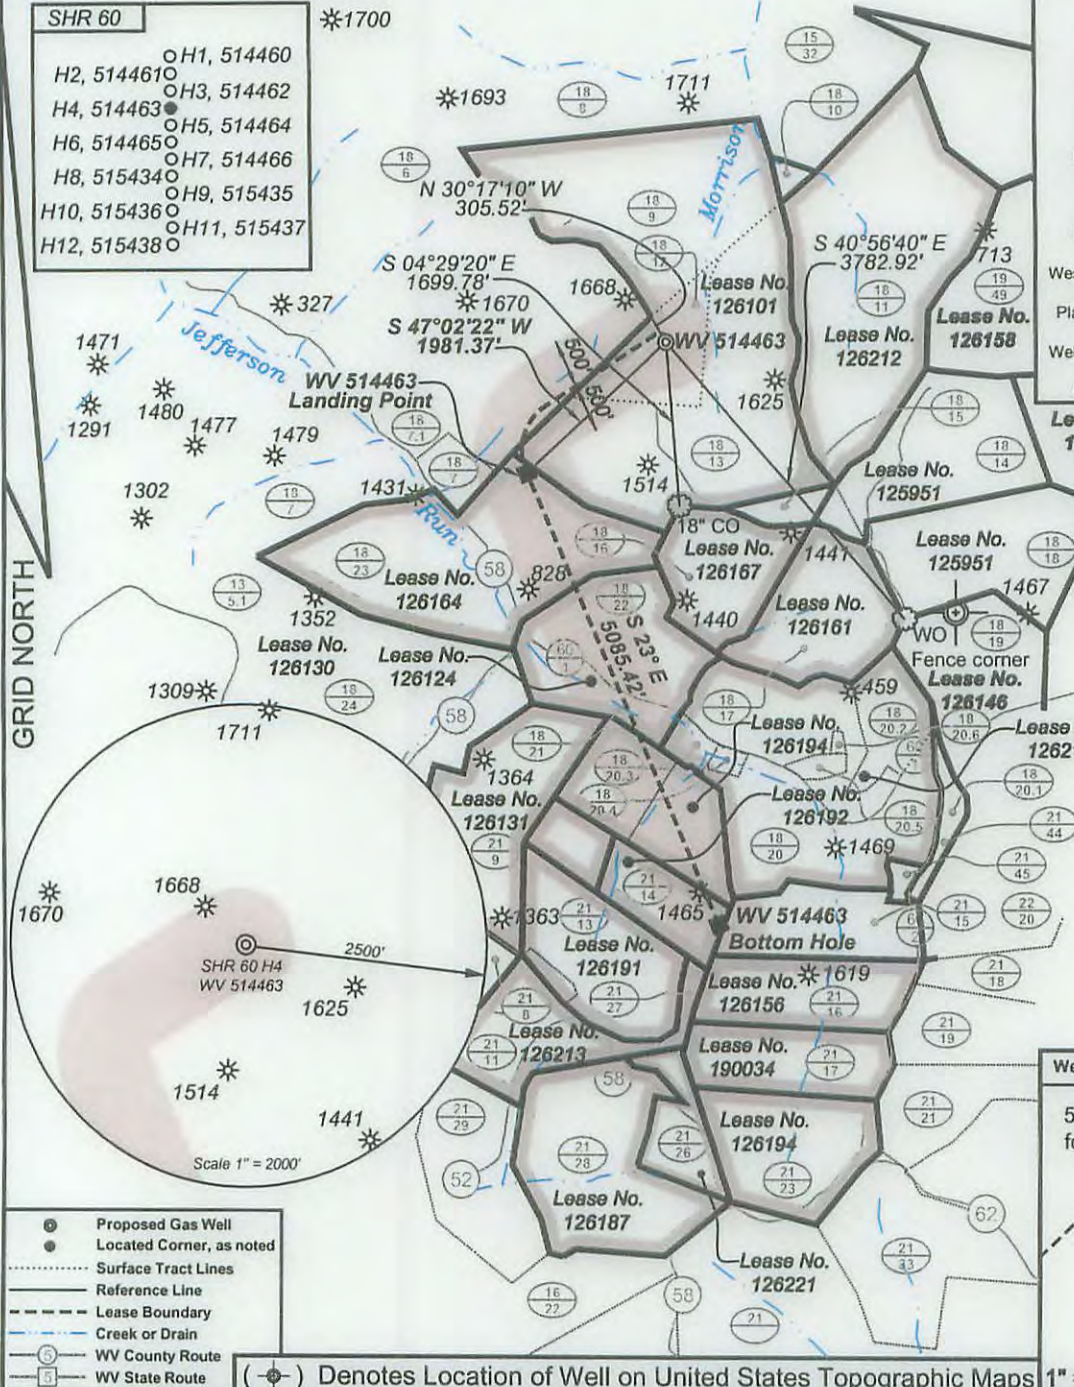 SHR 60
H1, 514460
H2, 514461
H3, 514462
H4, 514463
H5, 514464
H6, 514465
H7, 514466
H8, 515434
H9, 515435
H10, 515436
H11, 515437
H12, 515438
1700
1693
1711
15
32
18
8
18
10
18
6
Morrison
N 30°17'10" W
305.52'
18
9
18
17
S 04°29'20" E
1699.78'
S 40°56'40" E
3782.92'
327
1670
1668
Lease No.
126101
18
11
713
19
49
Lease No.
126158
Lease No.
126212
Jefferson
S 47°02'22" W
1981.37'
500'
500'
WV 514463
1471
1480
1291
1477
1479
1302
WV 514463
Landing Point
18
7.1
18
7
18
7
1625
18
13
1514
18
15
18
14
Lease No.
125951
1431
Run
18" CO
18
16
18
23
Lease No.
126164
58
828
Lease No.
126167
1441
Lease No.
125951
18
18
1467
13
5.1
1352
18
22
1440
Lease No.
126161
WO
Fence corner
18
19
GRID NORTH
Lease No.
126130
Lease No.
126124
S 23° E
5085.42'
60
1
Lease No.
126146
1309
18
24
58
1711
18
17
459
18
20.2
18
20.6
Lease No.
126194
18
21
1364
18
20.3
18
20.4
18
20.1
Lease No.
126131
Lease No.
126192
18
20.5
21
44
21
9
18
20
1469
21
45
21
14
1465
1363
21
13
WV 514463
Bottom Hole
21
15
22
20
Lease No.
126191
21
27
Lease No.
126156
1619
21
16
21
18
21
8
21
11
Lease No.
126213
Lease No.
190034
21
17
21
19
58
21
29
21
28
21
26
Lease No.
126194
21
23
21
21
52
62
Lease No.
126187
Lease No.
126221
21
33
16
22
58
21
1670
1668
2500'
SHR 60 H4
WV 514463
1625
1514
1441
Scale 1" = 2000'
Proposed Gas Well
Located Corner, as noted
Surface Tract Lines
Reference Line
Lease Boundary
Creek or Drain
5 WV County Route
5 WV State Route
( ) Denotes Location of Well on United States Topographic Maps